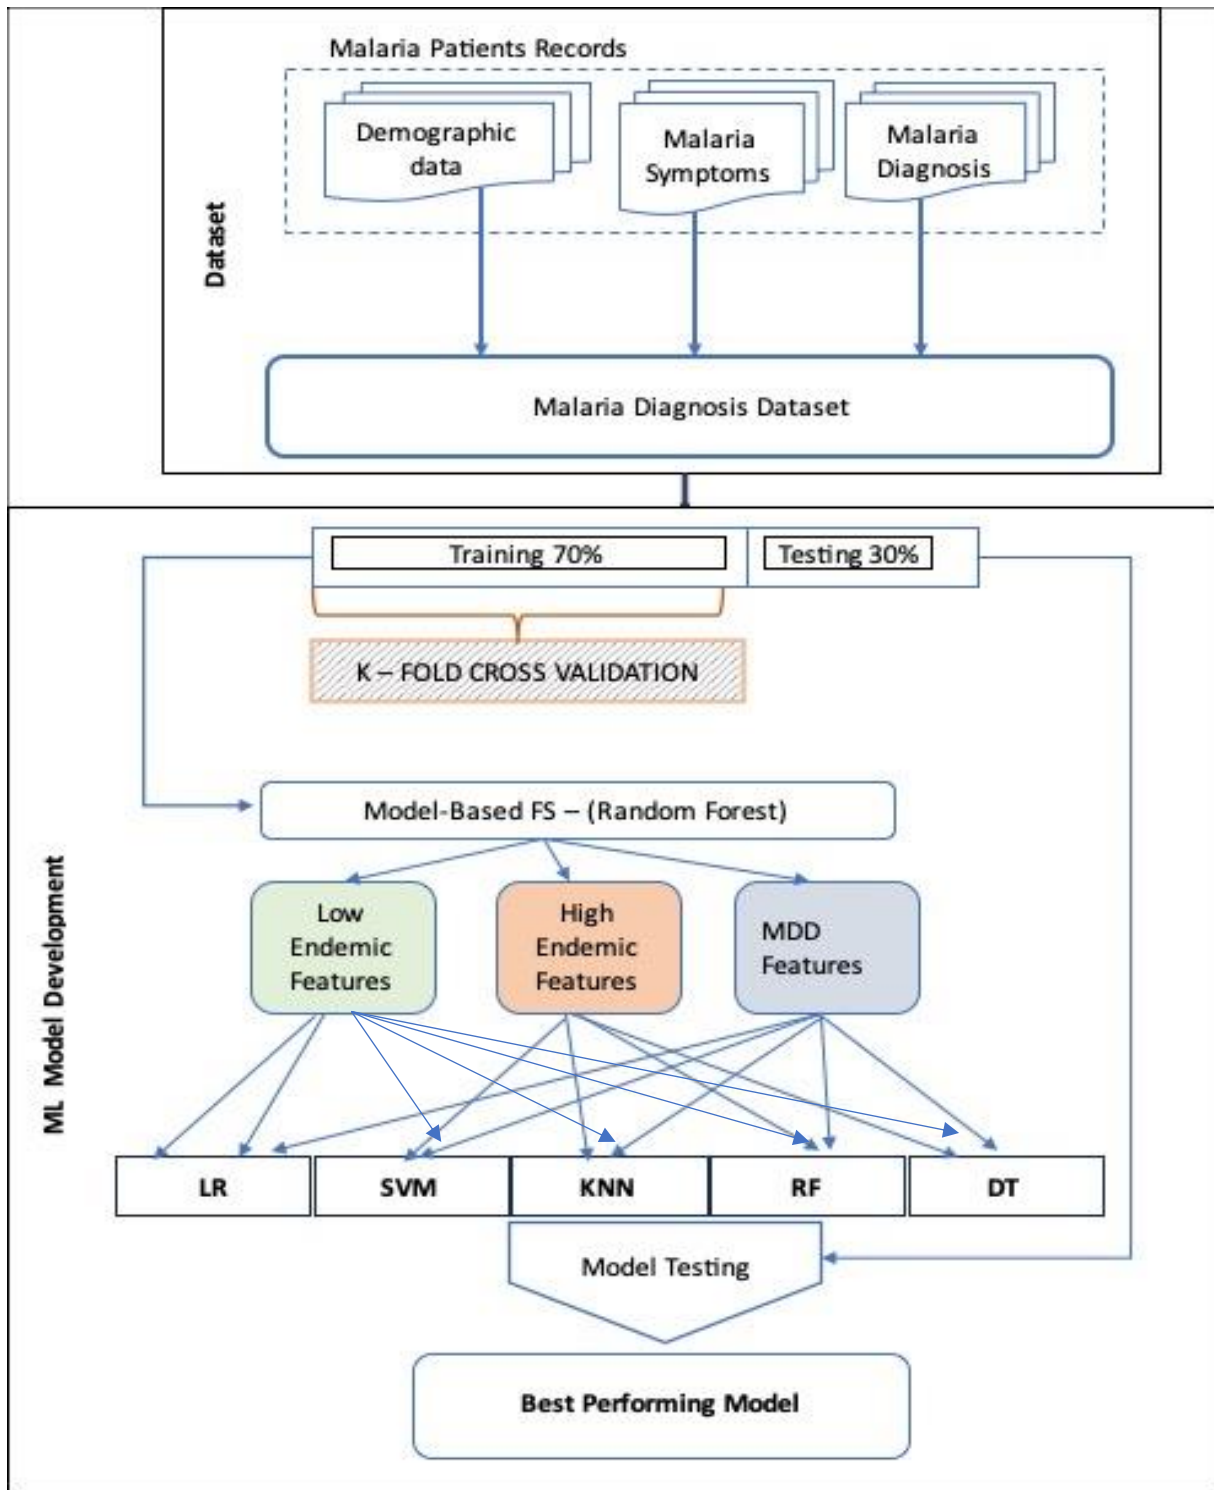 Malaria Patients Records
Demographic
data
Malaria
Symptoms
Malaria
Diagnosis
Dataset
Malaria Diagnosis Dataset
Training 70%
Testing 30%
K – FOLD CROSS VALIDATION
Model-Based FS – (Random Forest)
ML Model Development
Low
Endemic
Features
High
Endemic
Features
MDD
Features
LR
SVM
KNN
RF
DT
Model Testing
Best Performing Model